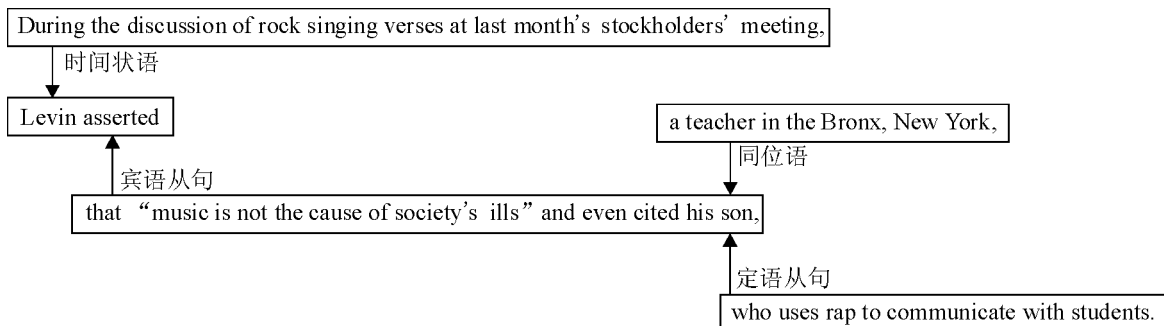 During the discussion of rock singing verses at last month's stockholders' meeting,
时间状语
Levin asserted
a teacher in the Bronx, New York,
同位语
宾语从句
that “music is not the cause of society's ills” and even cited his son,
定语从句
who uses rap to communicate with students.